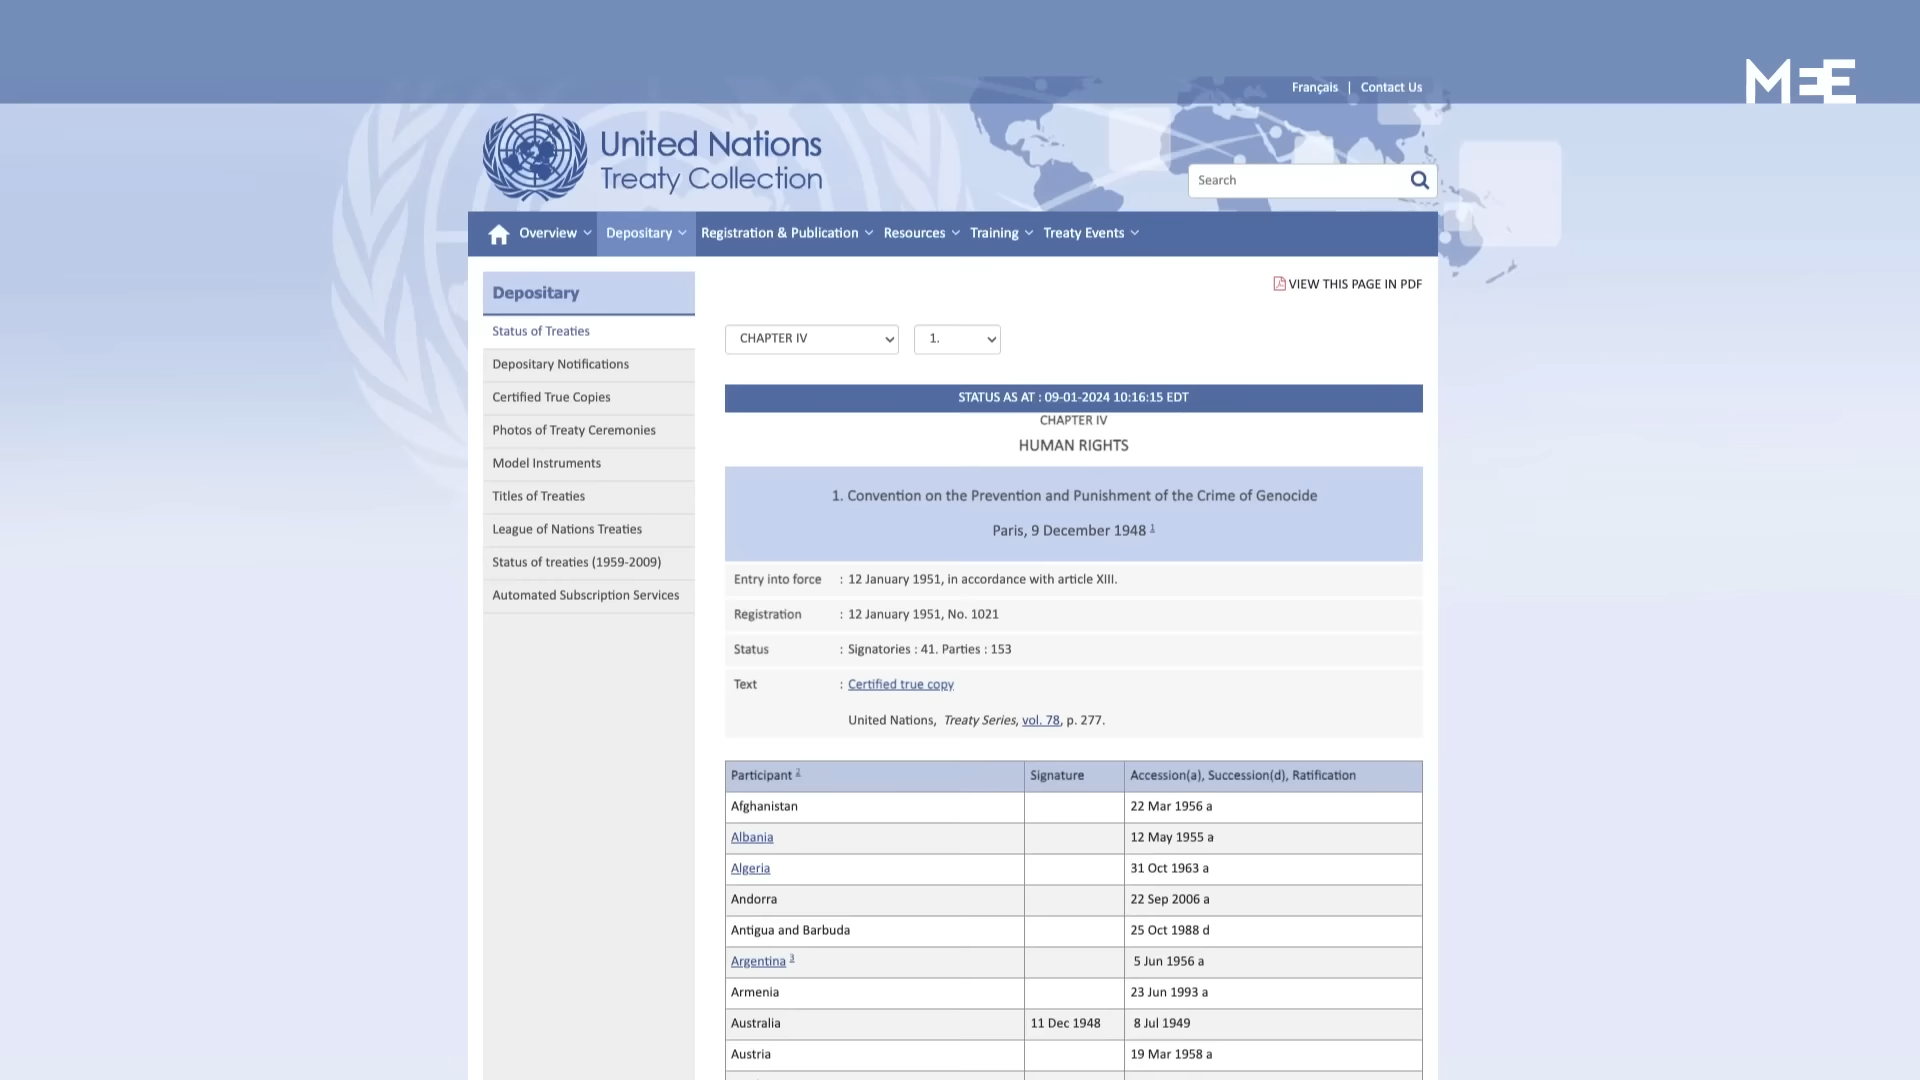 MEE
Français | Contact Us
United Nations
Treaty Collection
Search
Overview Depositary Registration & Publication Resources Training Treaty Events
Depositary
Status of Treaties
Depositary Notifications
Certified True Copies
Photos of Treaty Ceremonies
Model Instruments
Titles of Treaties
League of Nations Treaties
Status of treaties (1959-2009)
Automated Subscription Services
VIEW THIS PAGE IN PDF
CHAPTER IV 1.
STATUS AS AT : 09-01-2024 10:16:15 EDT
CHAPTER IV
HUMAN RIGHTS
1. Convention on the Prevention and Punishment of the Crime of Genocide
Paris, 9 December 1948 1
Entry into force : 12 January 1951, in accordance with article XIII.
Registration : 12 January 1951, No. 1021
Status : Signatories : 41. Parties : 153
Text : Certified true copy
United Nations, Treaty Series, vol. 78, p. 277.
Participant 2 Signature Accession(a), Succession(d), Ratification
Afghanistan 22 Mar 1956 a
Albania 12 May 1955 a
Algeria 31 Oct 1963 a
Andorra 22 Sep 2006 a
Antigua and Barbuda 25 Oct 1988 d
Argentina 3 5 Jun 1956 a
Armenia 23 Jun 1993 a
Australia 11 Dec 1948 8 Jul 1949
Austria 19 Mar 1958 a